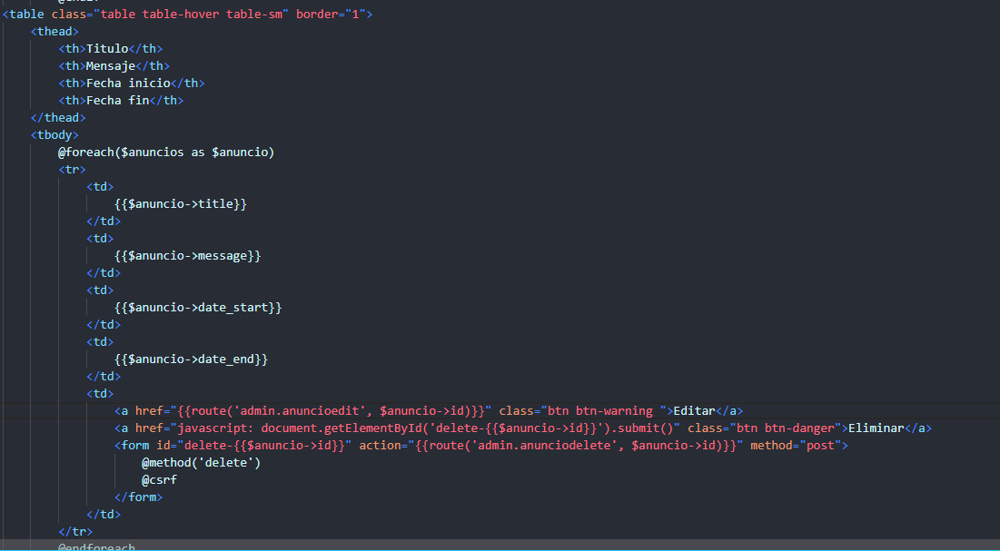 <table class="table table-hover table-sm" border="1">
<thead>
<th>Titulo</th>
<th>Mensaje</th>
<th>Fecha inicio</th>
<th>Fecha fin</th>
</thead>
<tbody>
@foreach($anuncios as $anuncio)
<tr>
<td>
{{$anuncio->title}}
</td>
<td>
{{$anuncio->message}}
</td>
<td>
{{$anuncio->date_start}}
</td>
<td>
{{$anuncio->date_end}}
</td>
<td>
<a href="{{route('admin.anuncioedit', $anuncio->id)}}" class="btn btn-warning ">Editar</a>
<a href="javascript: document.getElementById('delete-{{$anuncio->id}}').submit()" class="btn btn-danger">Eliminar</a>
<form id="delete-{{$anuncio->id}}" action="{{route('admin.anunciodelete', $anuncio->id)}}" method="post">
@method('delete')
@csrf
</form>
</td>
</tr>
@endforeach